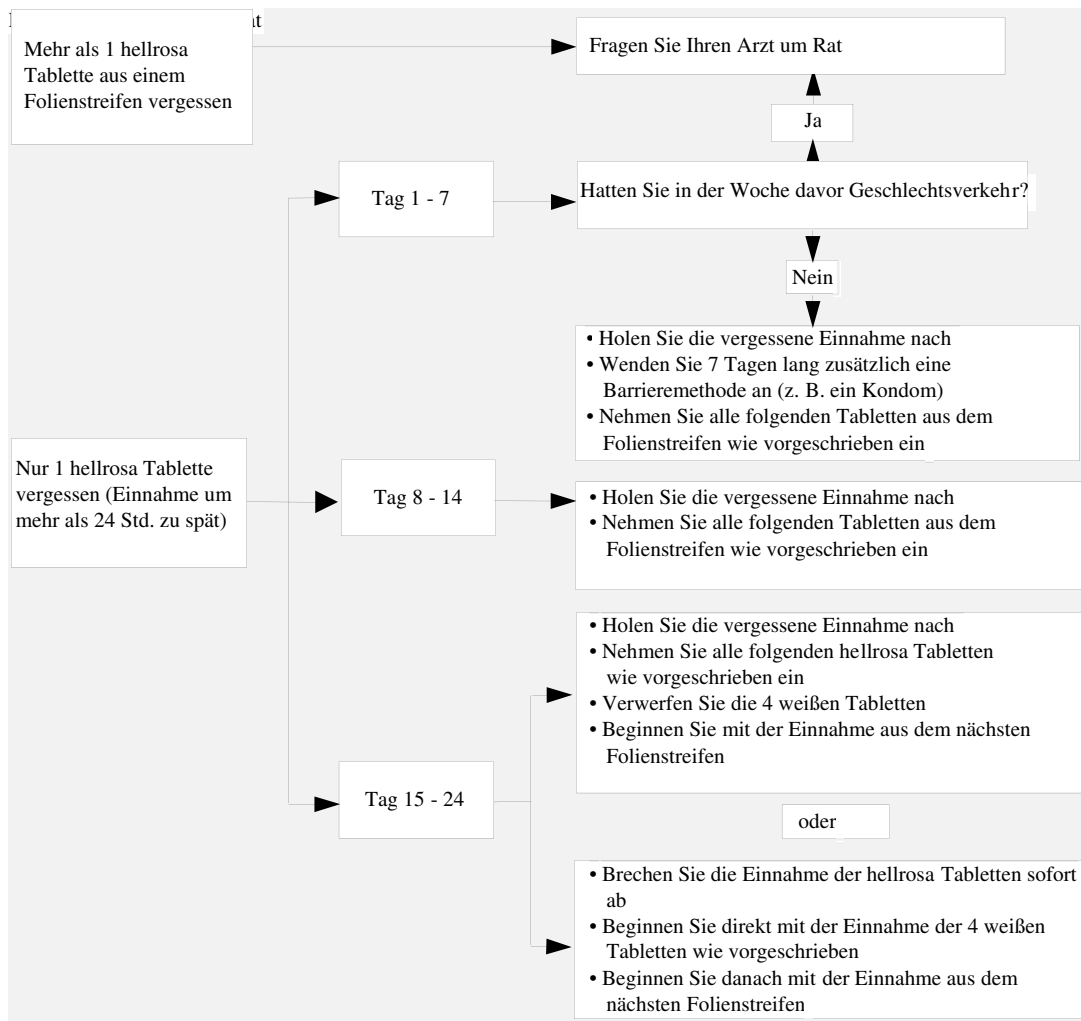 Mehr als 1 hellrosa
Tablette aus einem
Folienstreifen vergessen
Fragen Sie Ihren Arzt um Rat
Ja
Tag 1 - 7
Hatten Sie in der Woche davor Geschlechtsverkehr?
Nein
• Holen Sie die vergessene Einnahme nach
• Wenden Sie 7 Tagen lang zusätzlich eine
Barrieremethode an (z. B. ein Kondom)
• Nehmen Sie alle folgenden Tabletten aus dem
Folienstreifen wie vorgeschrieben ein
Nur 1 hellrosa Tablette
vergessen (Einnahme um
mehr als 24 Std. zu spät)
Tag 8 - 14
• Holen Sie die vergessene Einnahme nach
• Nehmen Sie alle folgenden Tabletten aus dem
Folienstreifen wie vorgeschrieben ein
• Holen Sie die vergessene Einnahme nach
• Nehmen Sie alle folgenden hellrosa Tabletten
wie vorgeschrieben ein
• Verwerfen Sie die 4 weißen Tabletten
• Beginnen Sie mit der Einnahme aus dem nächsten
Folienstreifen
Tag 15 - 24
oder
• Brechen Sie die Einnahme der hellrosa Tabletten sofort
ab
• Beginnen Sie direkt mit der Einnahme der 4 weißen
Tabletten wie vorgeschrieben
• Beginnen Sie danach mit der Einnahme aus dem
nächsten Folienstreifen